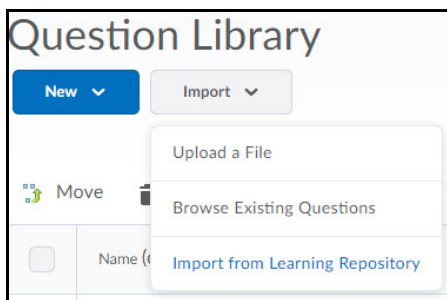 Question Library
New Import
Upload a File
Move
Browse Existing Questions
Name
Import from Learning Repository